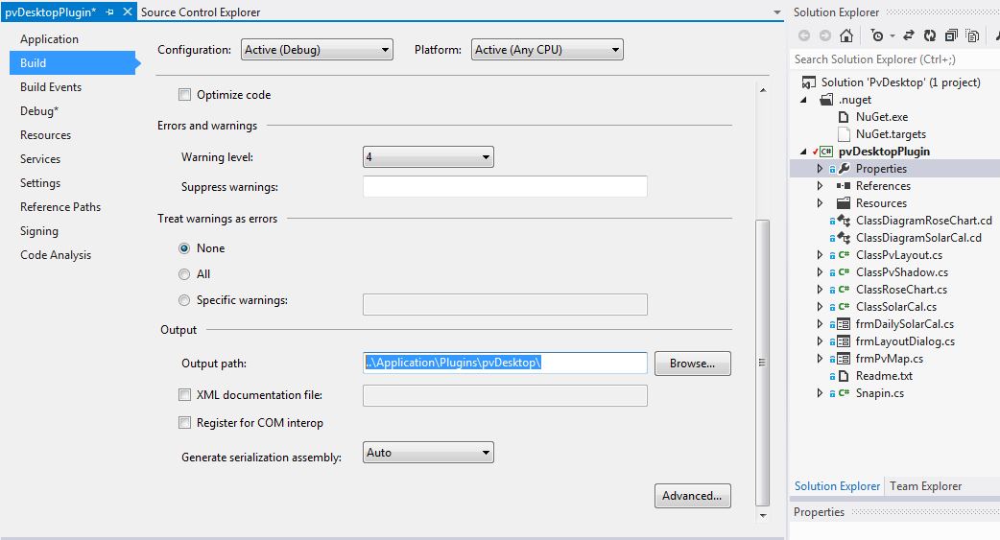 pvDesktopPlugin*
Source Control Explorer
Application
Build
Build Events
Debug*
Resources
Services
Settings
Reference Paths
Signing
Code Analysis
Configuration: Active (Debug) Platform: Active (Any CPU)
Optimize code
Errors and warnings
Warning level: 4
Suppress warnings:
Treat warnings as errors
None
All
Specific warnings:
Output
Output path: ..\Application\Plugins\pvDesktop\ Browse...
XML documentation file:
Register for COM interop
Generate serialization assembly: Auto
Advanced...
Solution Explorer
Search Solution Explorer (Ctrl+;)
Solution 'PvDesktop' (1 project)
.nuget
NuGet.exe
NuGet.targets
C# pvDesktopPlugin
Properties
References
Resources
ClassDiagramRoseChart.cd
ClassDiagramSolarCal.cd
C# ClassPvLayout.cs
C# ClassPvShadow.cs
C# ClassRoseChart.cs
C# ClassSolarCal.cs
frmDailySolarCal.cs
frmLayoutDialog.cs
frmPvMap.cs
Readme.txt
C# Snapin.cs
Solution Explorer Team Explorer
Properties